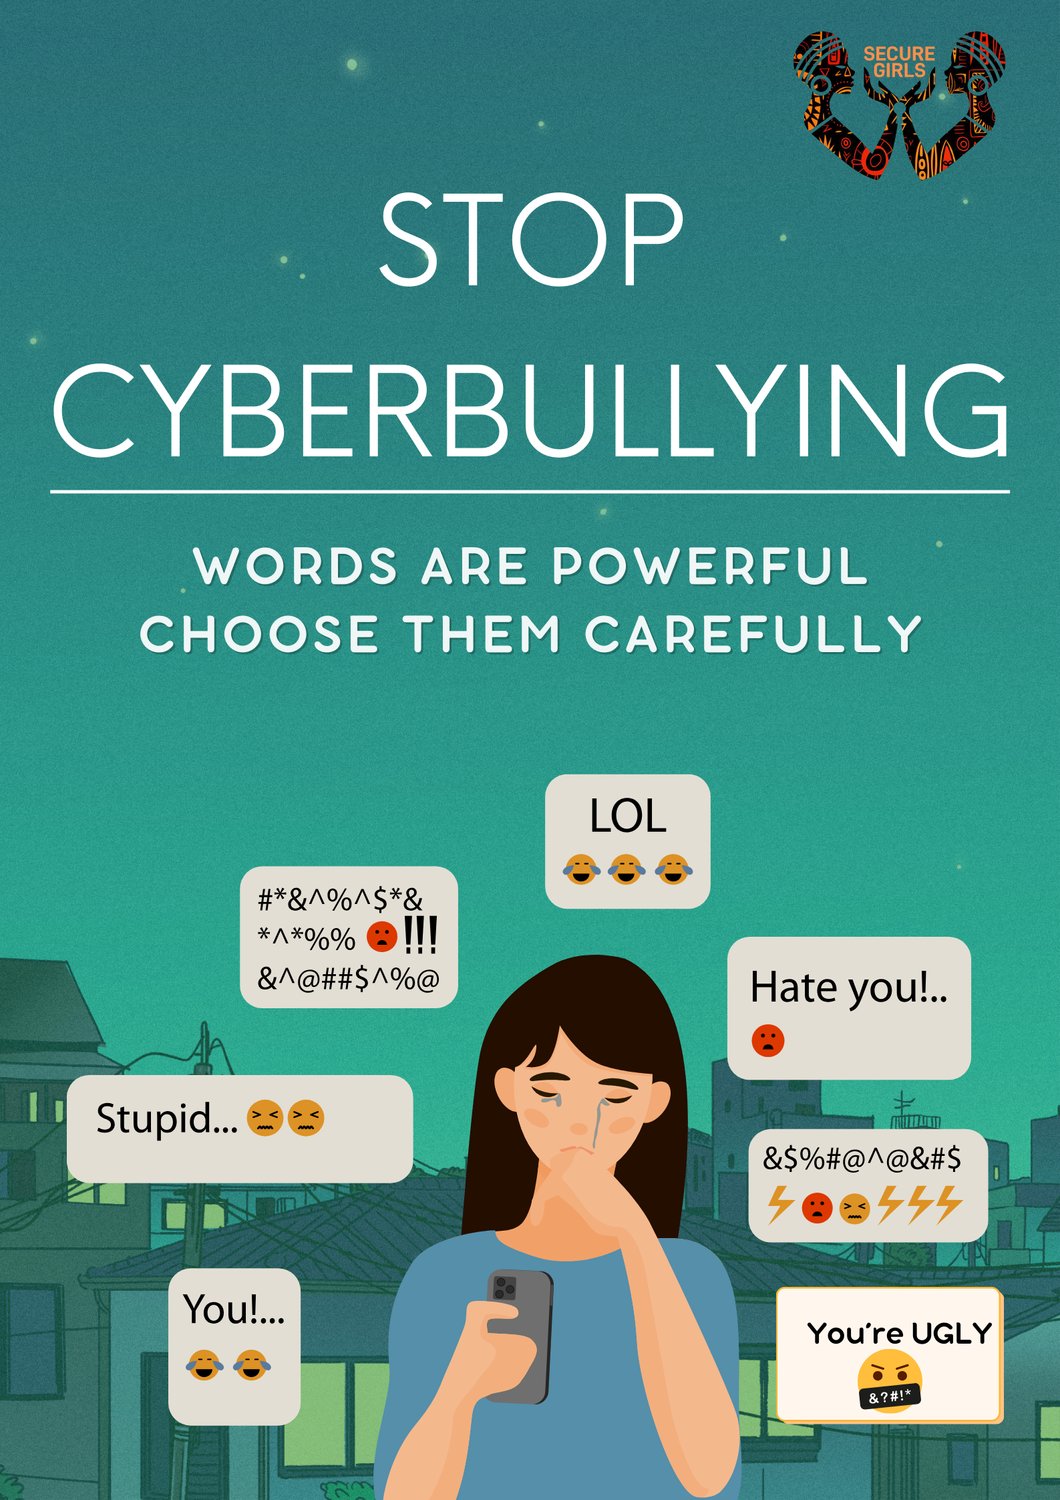 SECURE
GIRLS
STOP
CYBERBULLYING
WORDS ARE POWERFUL
CHOOSE THEM CAREFULLY
LOL
#*&^%^$*&
*^*%% !!!
&^@##$^%@
Hate you!..
Stupid...
&$%#@^@&#$
You!...
You're UGLY
&?#!*